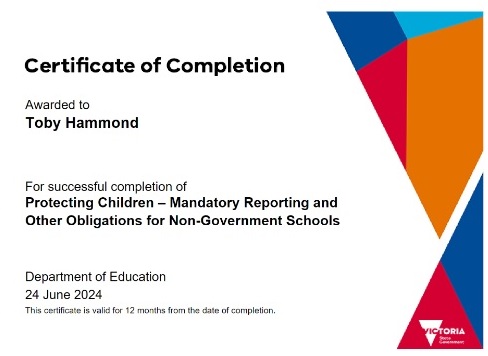 Certificate of Completion
Awarded to
Toby Hammond
For successful completion of
Protecting Children – Mandatory Reporting and
Other Obligations for Non-Government Schools
Department of Education
24 June 2024
This certificate is valid for 12 months from the date of completion.
VICTORIA
State
Government